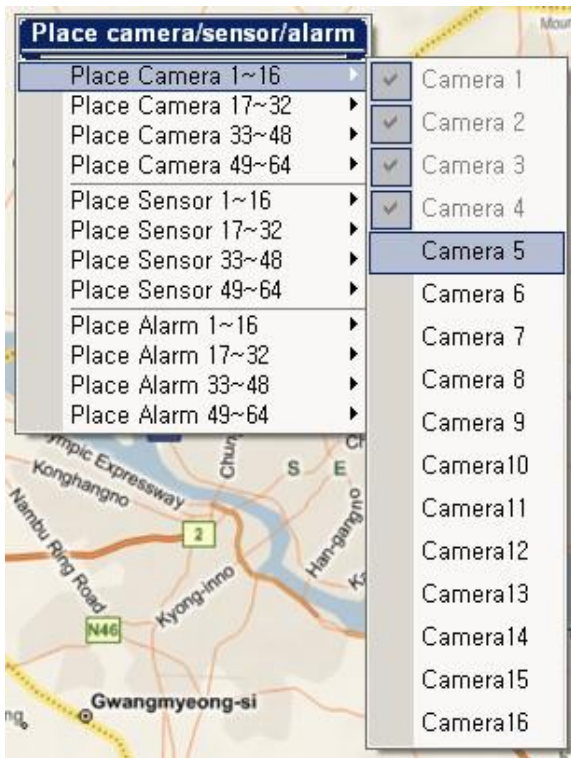 Place camera/sensor/alarm
Place Camera 1~16
Place Camera 17~32
Place Camera 33~48
Place Camera 49~64
Place Sensor 1~16
Place Sensor 17~32
Place Sensor 33~48
Place Sensor 49~64
Place Alarm 1~16
Place Alarm 17~32
Place Alarm 33~48
Place Alarm 49~64
Camera 1
Camera 2
Camera 3
Camera 4
Camera 5
Camera 6
Camera 7
Camera 8
Camera 9
Camera10
Camera11
Camera12
Camera13
Camera14
Camera15
Camera16
Expressway
Konghangno
Nambu Ring Road
2
S E
Han-gangno
Kyong-inno
N46
Gwangmyeong-si